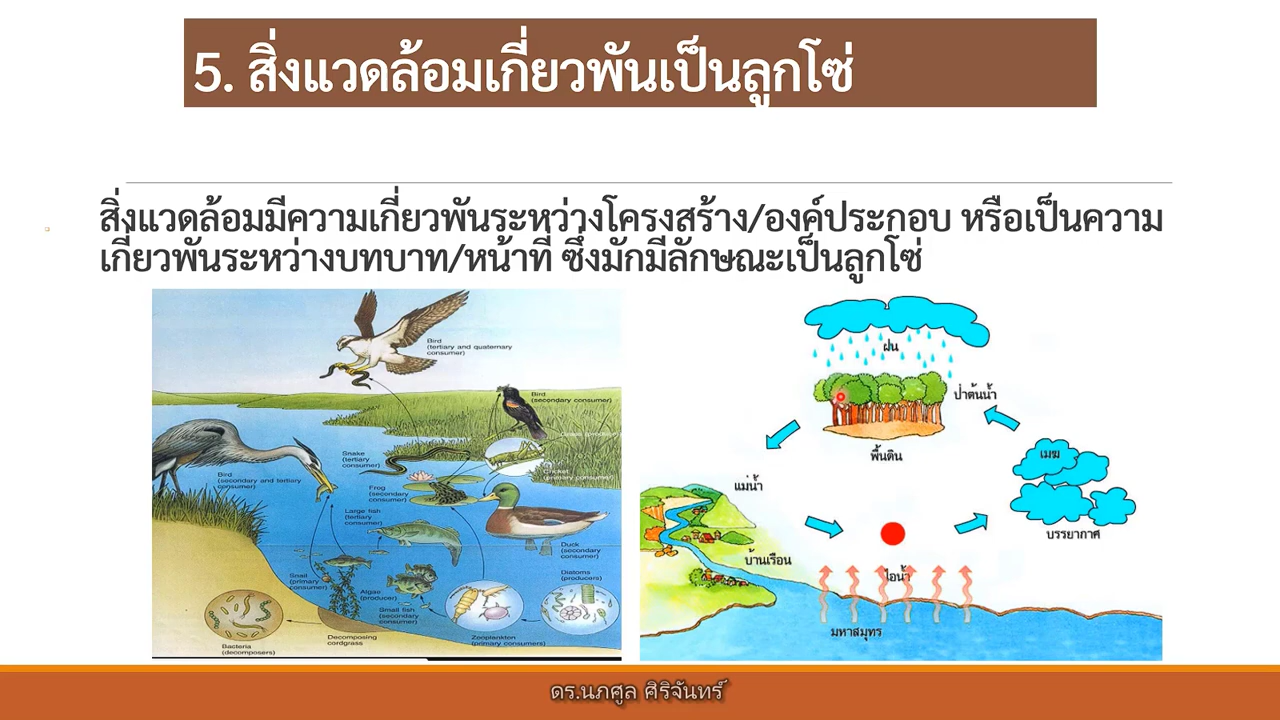 5. สิ่งแวดล้อมเกี่ยวพันเป็นลูกโซ่
สิ่งแวดล้อมมีความเกี่ยวพันระหว่างโครงสร้าง/องค์ประกอบ หรือเป็นความ
เกี่ยวพันระหว่างบทบาท/หน้าที่ ซึ่งมักมีลักษณะเป็นลูกโซ่
Bird
(tertiary and quaternary
consumer)
Bird
(secondary consumer)
Snake
(tertiary
consumer)
Cricket
(primary consumer)
Bird
(secondary and tertiary
consumer)
Frog
(secondary
consumer)
Large fish
(tertiary
consumer)
Duck
(secondary
consumer)
Snail
(primary
consumer)
Algae
(producer)
Diatoms
(producers)
Small fish
(secondary
consumer)
Zooplankton
(primary consumers)
Decomposing
cordgrass
Bacteria
(decomposers)
ฝน
ป่าต้นน้ำ
พื้นดิน
เมฆ
แม่น้ำ
บรรยากาศ
บ้านเรือน
ไอน้ำ
มหาสมุทร
ดร.นภศูล ศิริจันทร์